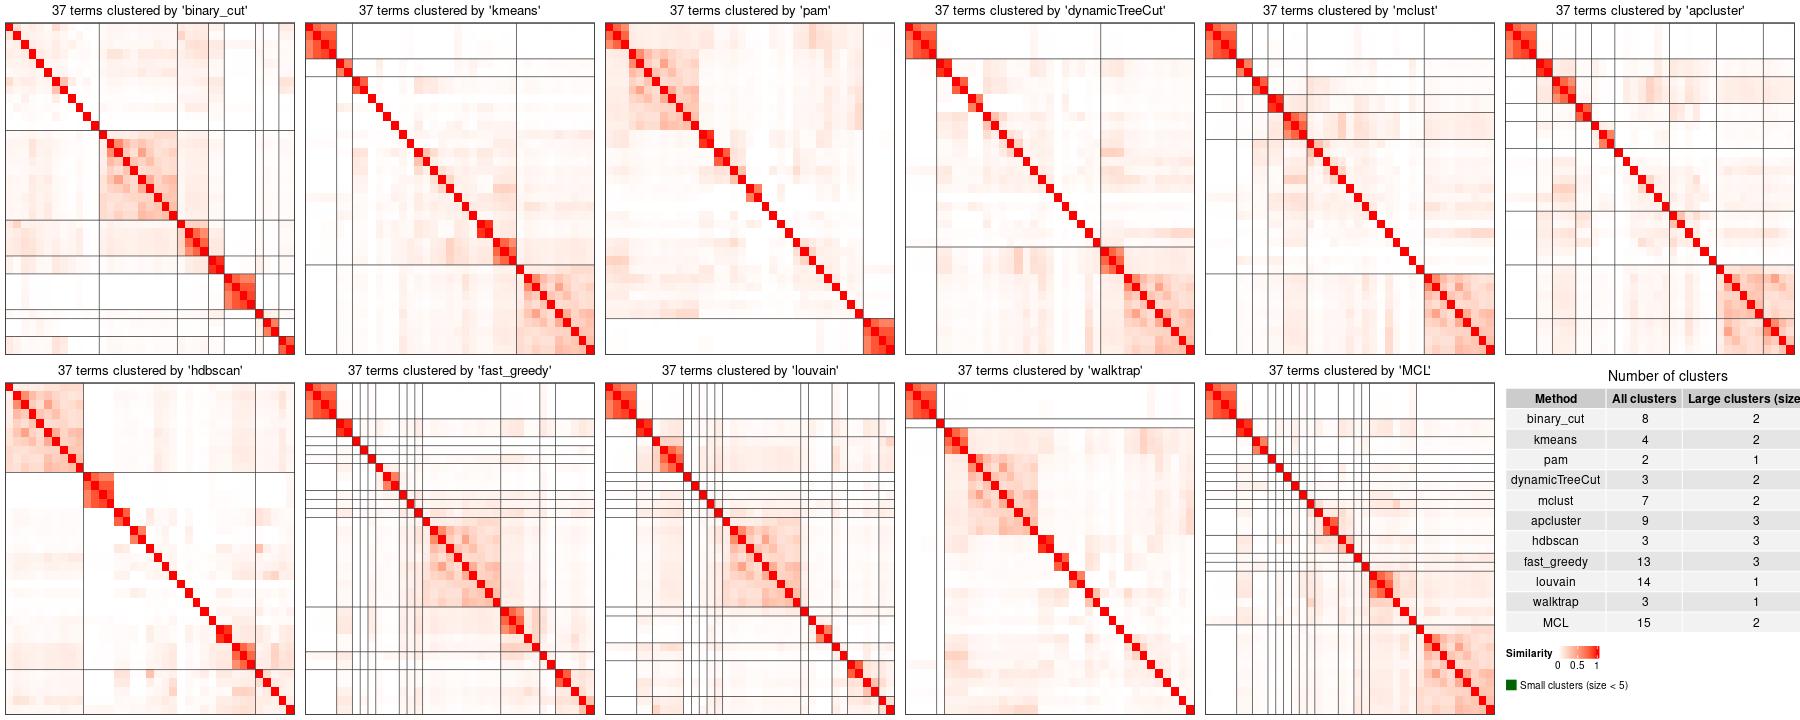 37 terms clustered by 'binary_cut'
37 terms clustered by 'kmeans'
37 terms clustered by 'pam'
37 terms clustered by 'dynamicTreeCut'
37 terms clustered by 'mclust'
37 terms clustered by 'apcluster'
37 terms clustered by 'hdbscan'
37 terms clustered by 'fast_greedy'
37 terms clustered by 'louvain'
37 terms clustered by 'walktrap'
37 terms clustered by 'MCL'
Number of clusters
Method All clusters Large clusters (size
binary_cut 8 2
kmeans 4 2
pam 2 1
dynamicTreeCut 3 2
mclust 7 2
apcluster 9 3
hdbscan 3 3
fast_greedy 13 3
louvain 14 1
walktrap 3 1
MCL 15 2
Similarity
0 0.5 1
Small clusters (size < 5)